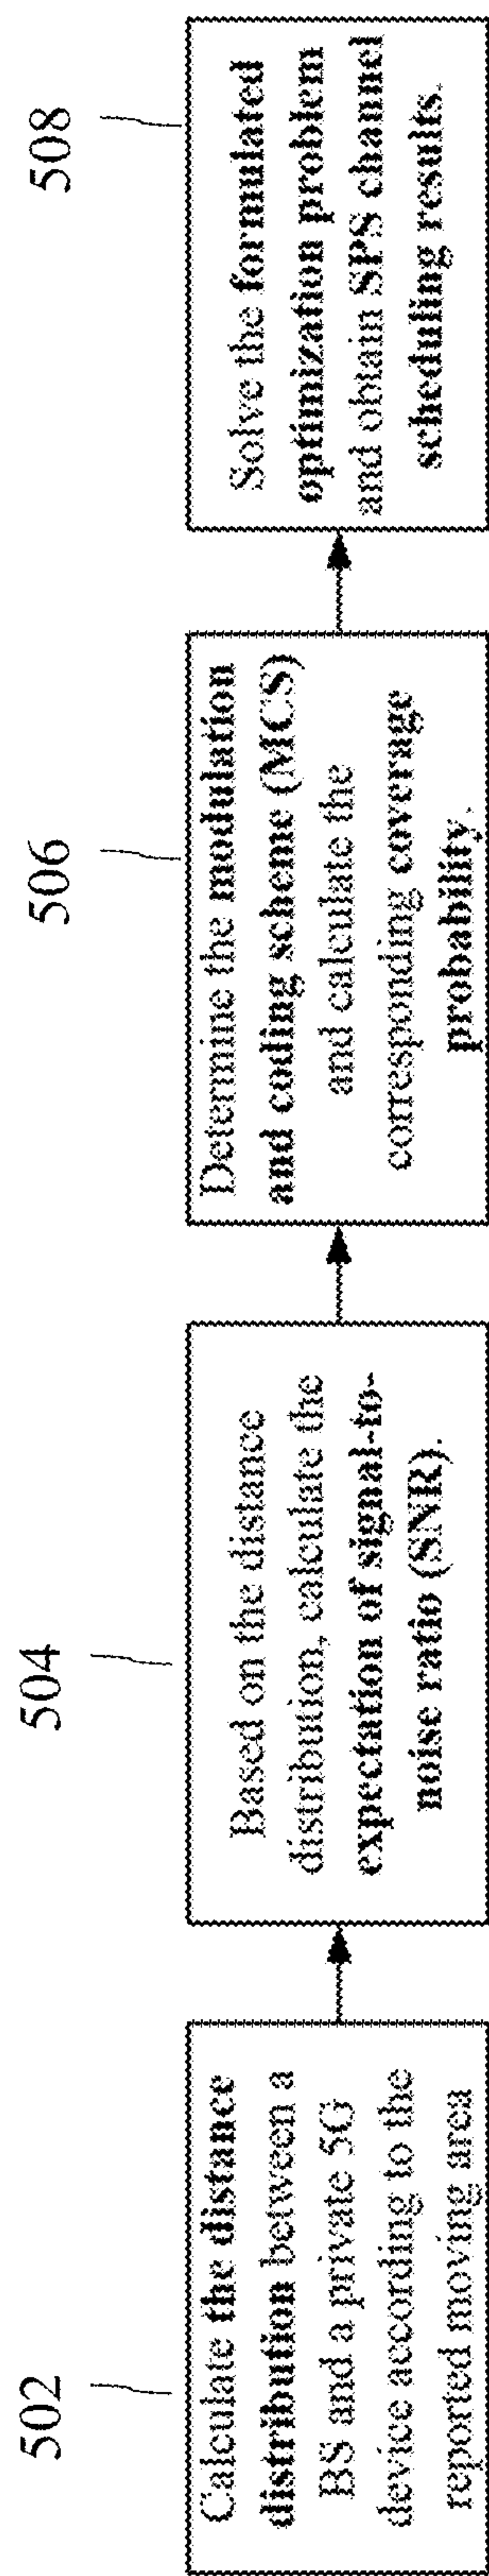 502
Calculate the distance
distribution between a
BS and a private 5G
device according to the
reported moving area
504
Based on the distance
distribution, calculate the
expectation of signal-to-
noise ratio (SNR).
506
Determine the modulation
and coding scheme (MCS)
and calculate the
corresponding coverage
probability.
508
Solve the formulated
optimization problem
and obtain SPS channel
scheduling results.